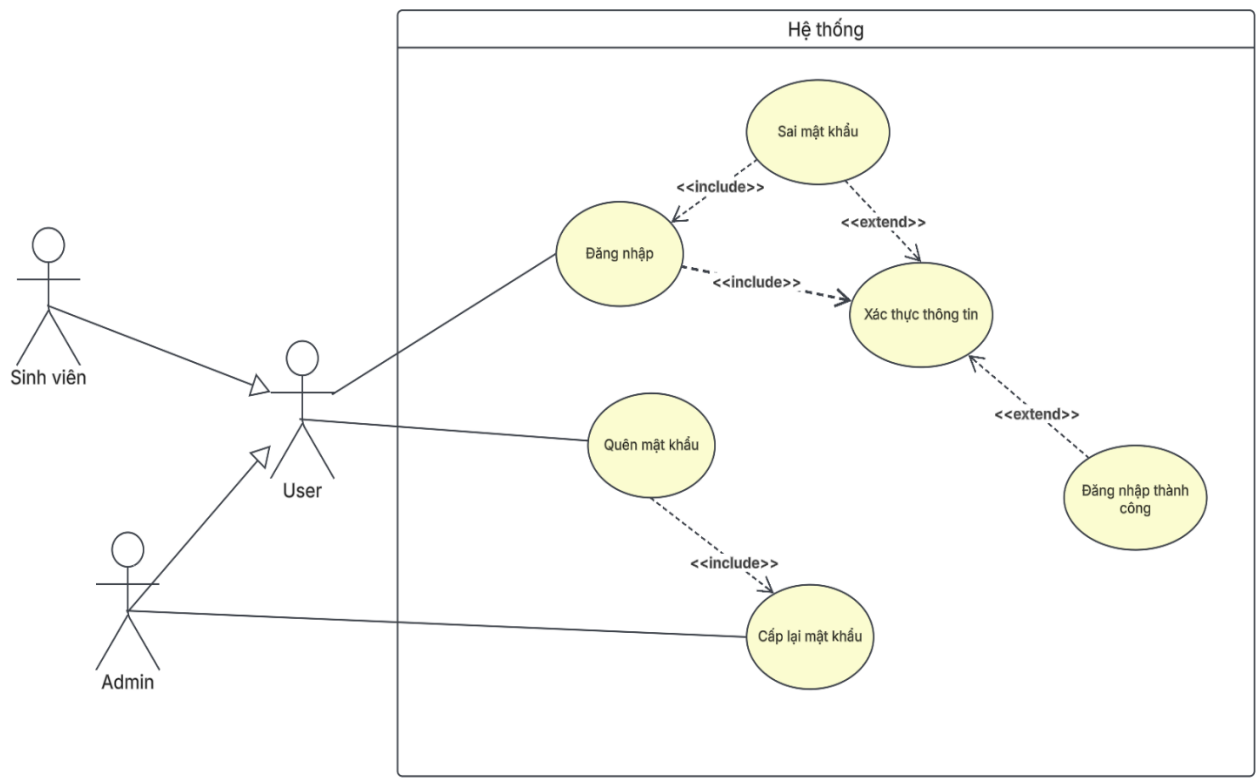 Hệ thống
Sai mật khẩu
<<include>>
<<extend>>
Đăng nhập
<<include>>
Xác thực thông tin
Sinh viên
<<extend>>
Quên mật khẩu
User
Đăng nhập thành
công
<<include>>
Cấp lại mật khẩu
Admin